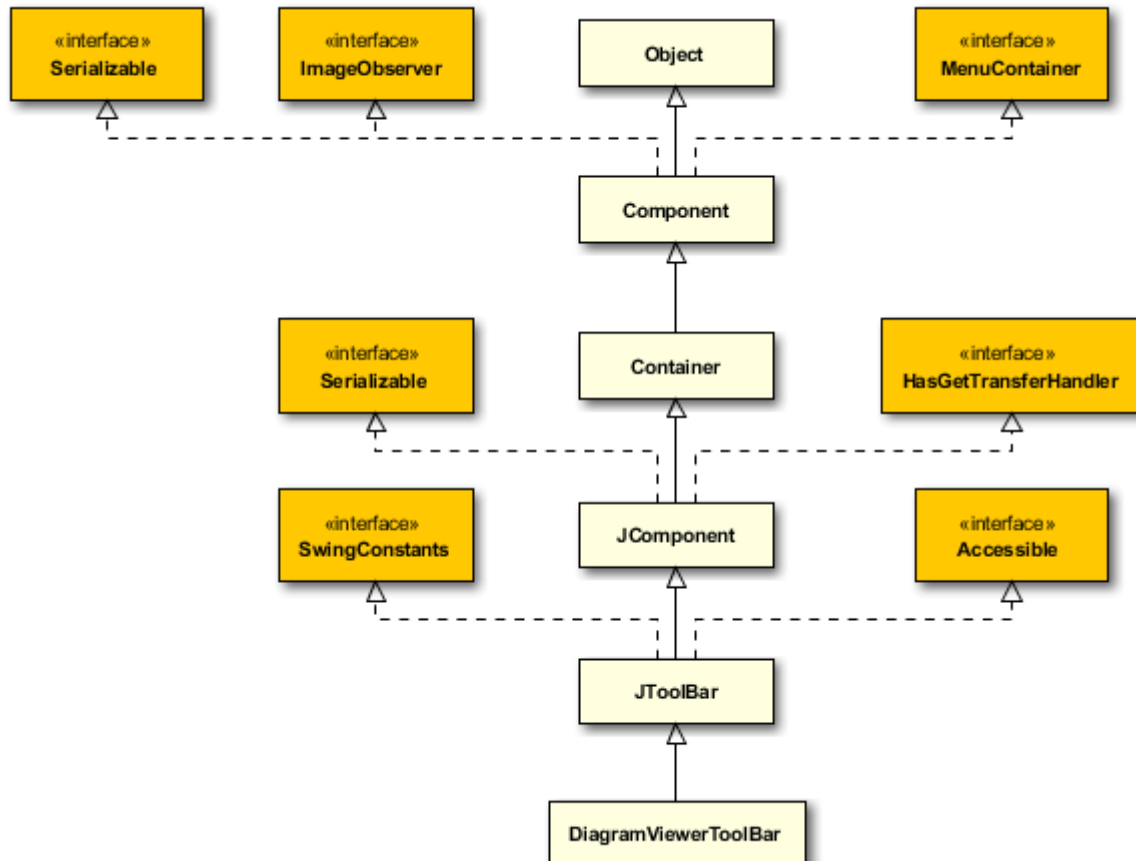 «interface»
Serializable
«interface»
ImageObserver
Object
«interface»
MenuContainer
Component
«interface»
Serializable
Container
«interface»
HasGetTransferHandler
«interface»
SwingConstants
JComponent
«interface»
Accessible
JToolBar
DiagramViewerToolBar